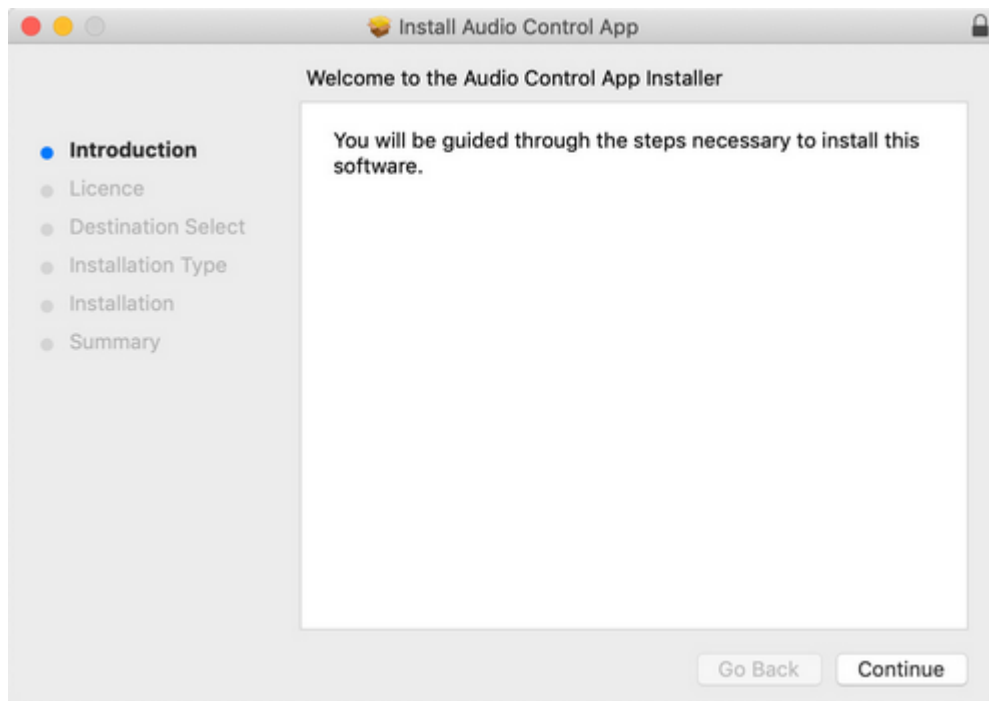 Install Audio Control App
Welcome to the Audio Control App Installer
Introduction
Licence
Destination Select
Installation Type
Installation
Summary
You will be guided through the steps necessary to install this
software.
Go Back
Continue